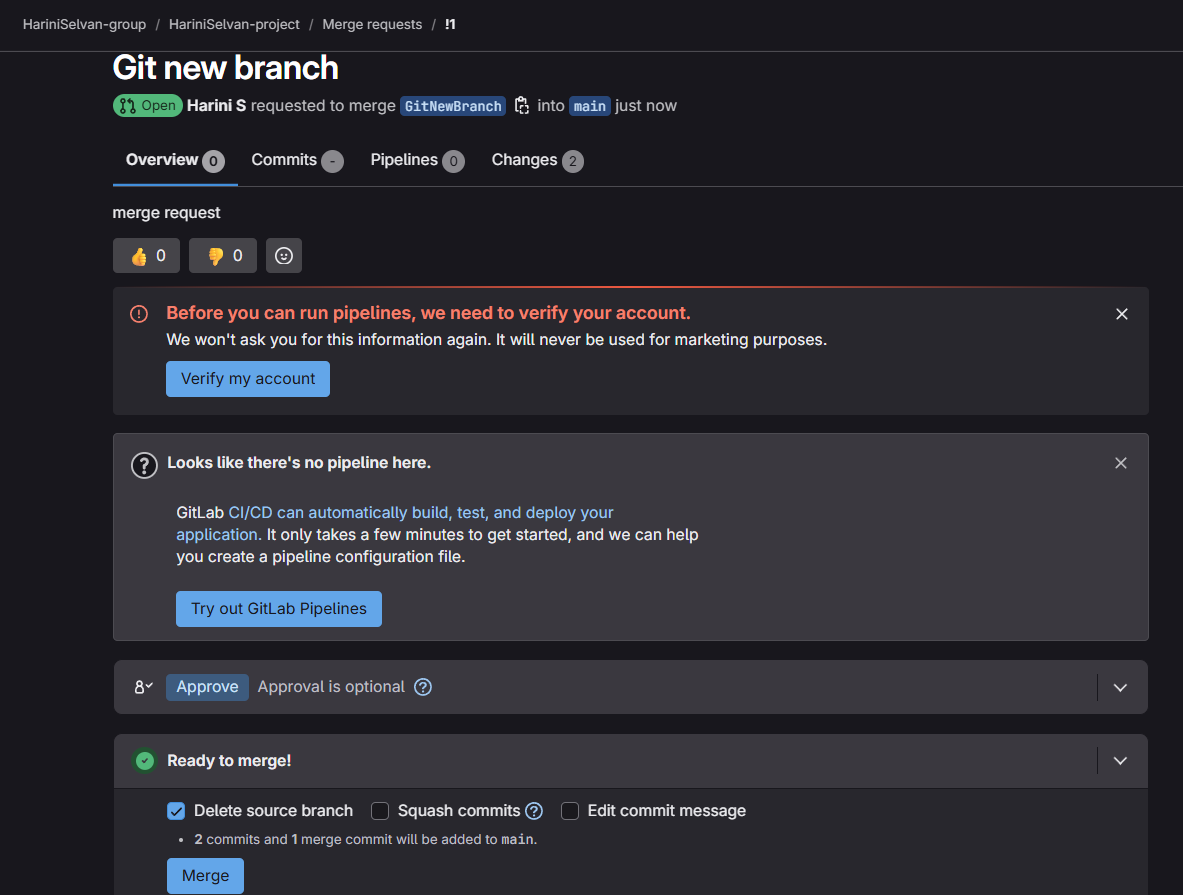 HariniSelvan-group / HariniSelvan-project / Merge requests / !1
Git new branch
Open Harini S requested to merge GitNewBranch into main just now
Overview 0 Commits - Pipelines 0 Changes 2
merge request
👍 0 👎 0
Before you can run pipelines, we need to verify your account.
We won't ask you for this information again. It will never be used for marketing purposes.
Verify my account
Looks like there's no pipeline here.
GitLab CI/CD can automatically build, test, and deploy your
application. It only takes a few minutes to get started, and we can help
you create a pipeline configuration file.
Try out GitLab Pipelines
Approve Approval is optional
Ready to merge!
Delete source branch Squash commits Edit commit message
• 2 commits and 1 merge commit will be added to main.
Merge